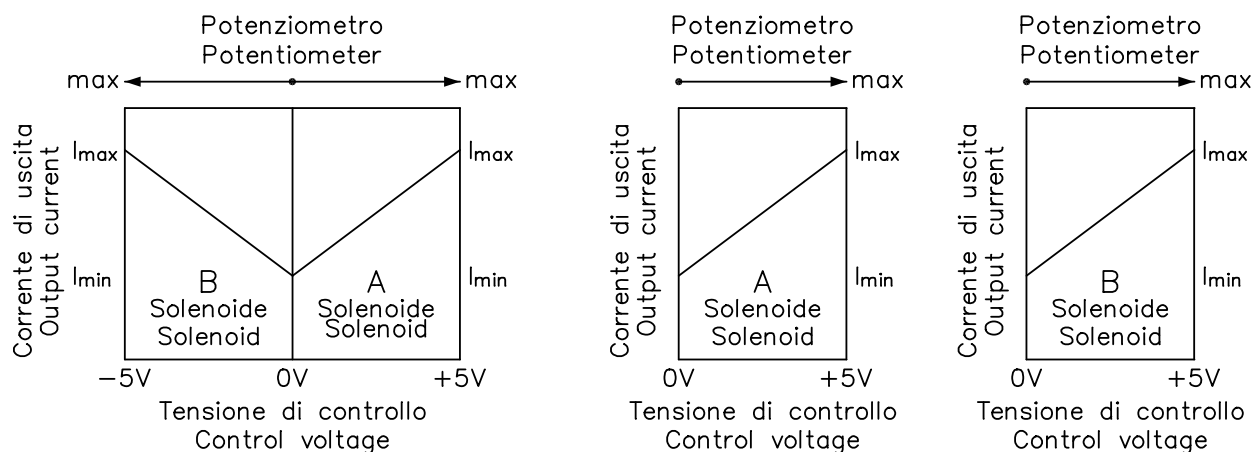 Potenziometro
Potentiometer
max
max
Corrente di uscita
Output current
Imax
Imax
Imin
Imin
B
Solenoide
Solenoid
A
Solenoide
Solenoid
−5V
0V
+5V
Tensione di controllo
Control voltage
Potenziometro
Potentiometer
max
Corrente di uscita
Output current
Imax
Imin
A
Solenoide
Solenoid
0V
+5V
Tensione di controllo
Control voltage
Potenziometro
Potentiometer
max
Corrente di uscita
Output current
Imax
Imin
B
Solenoide
Solenoid
0V
+5V
Tensione di controllo
Control voltage